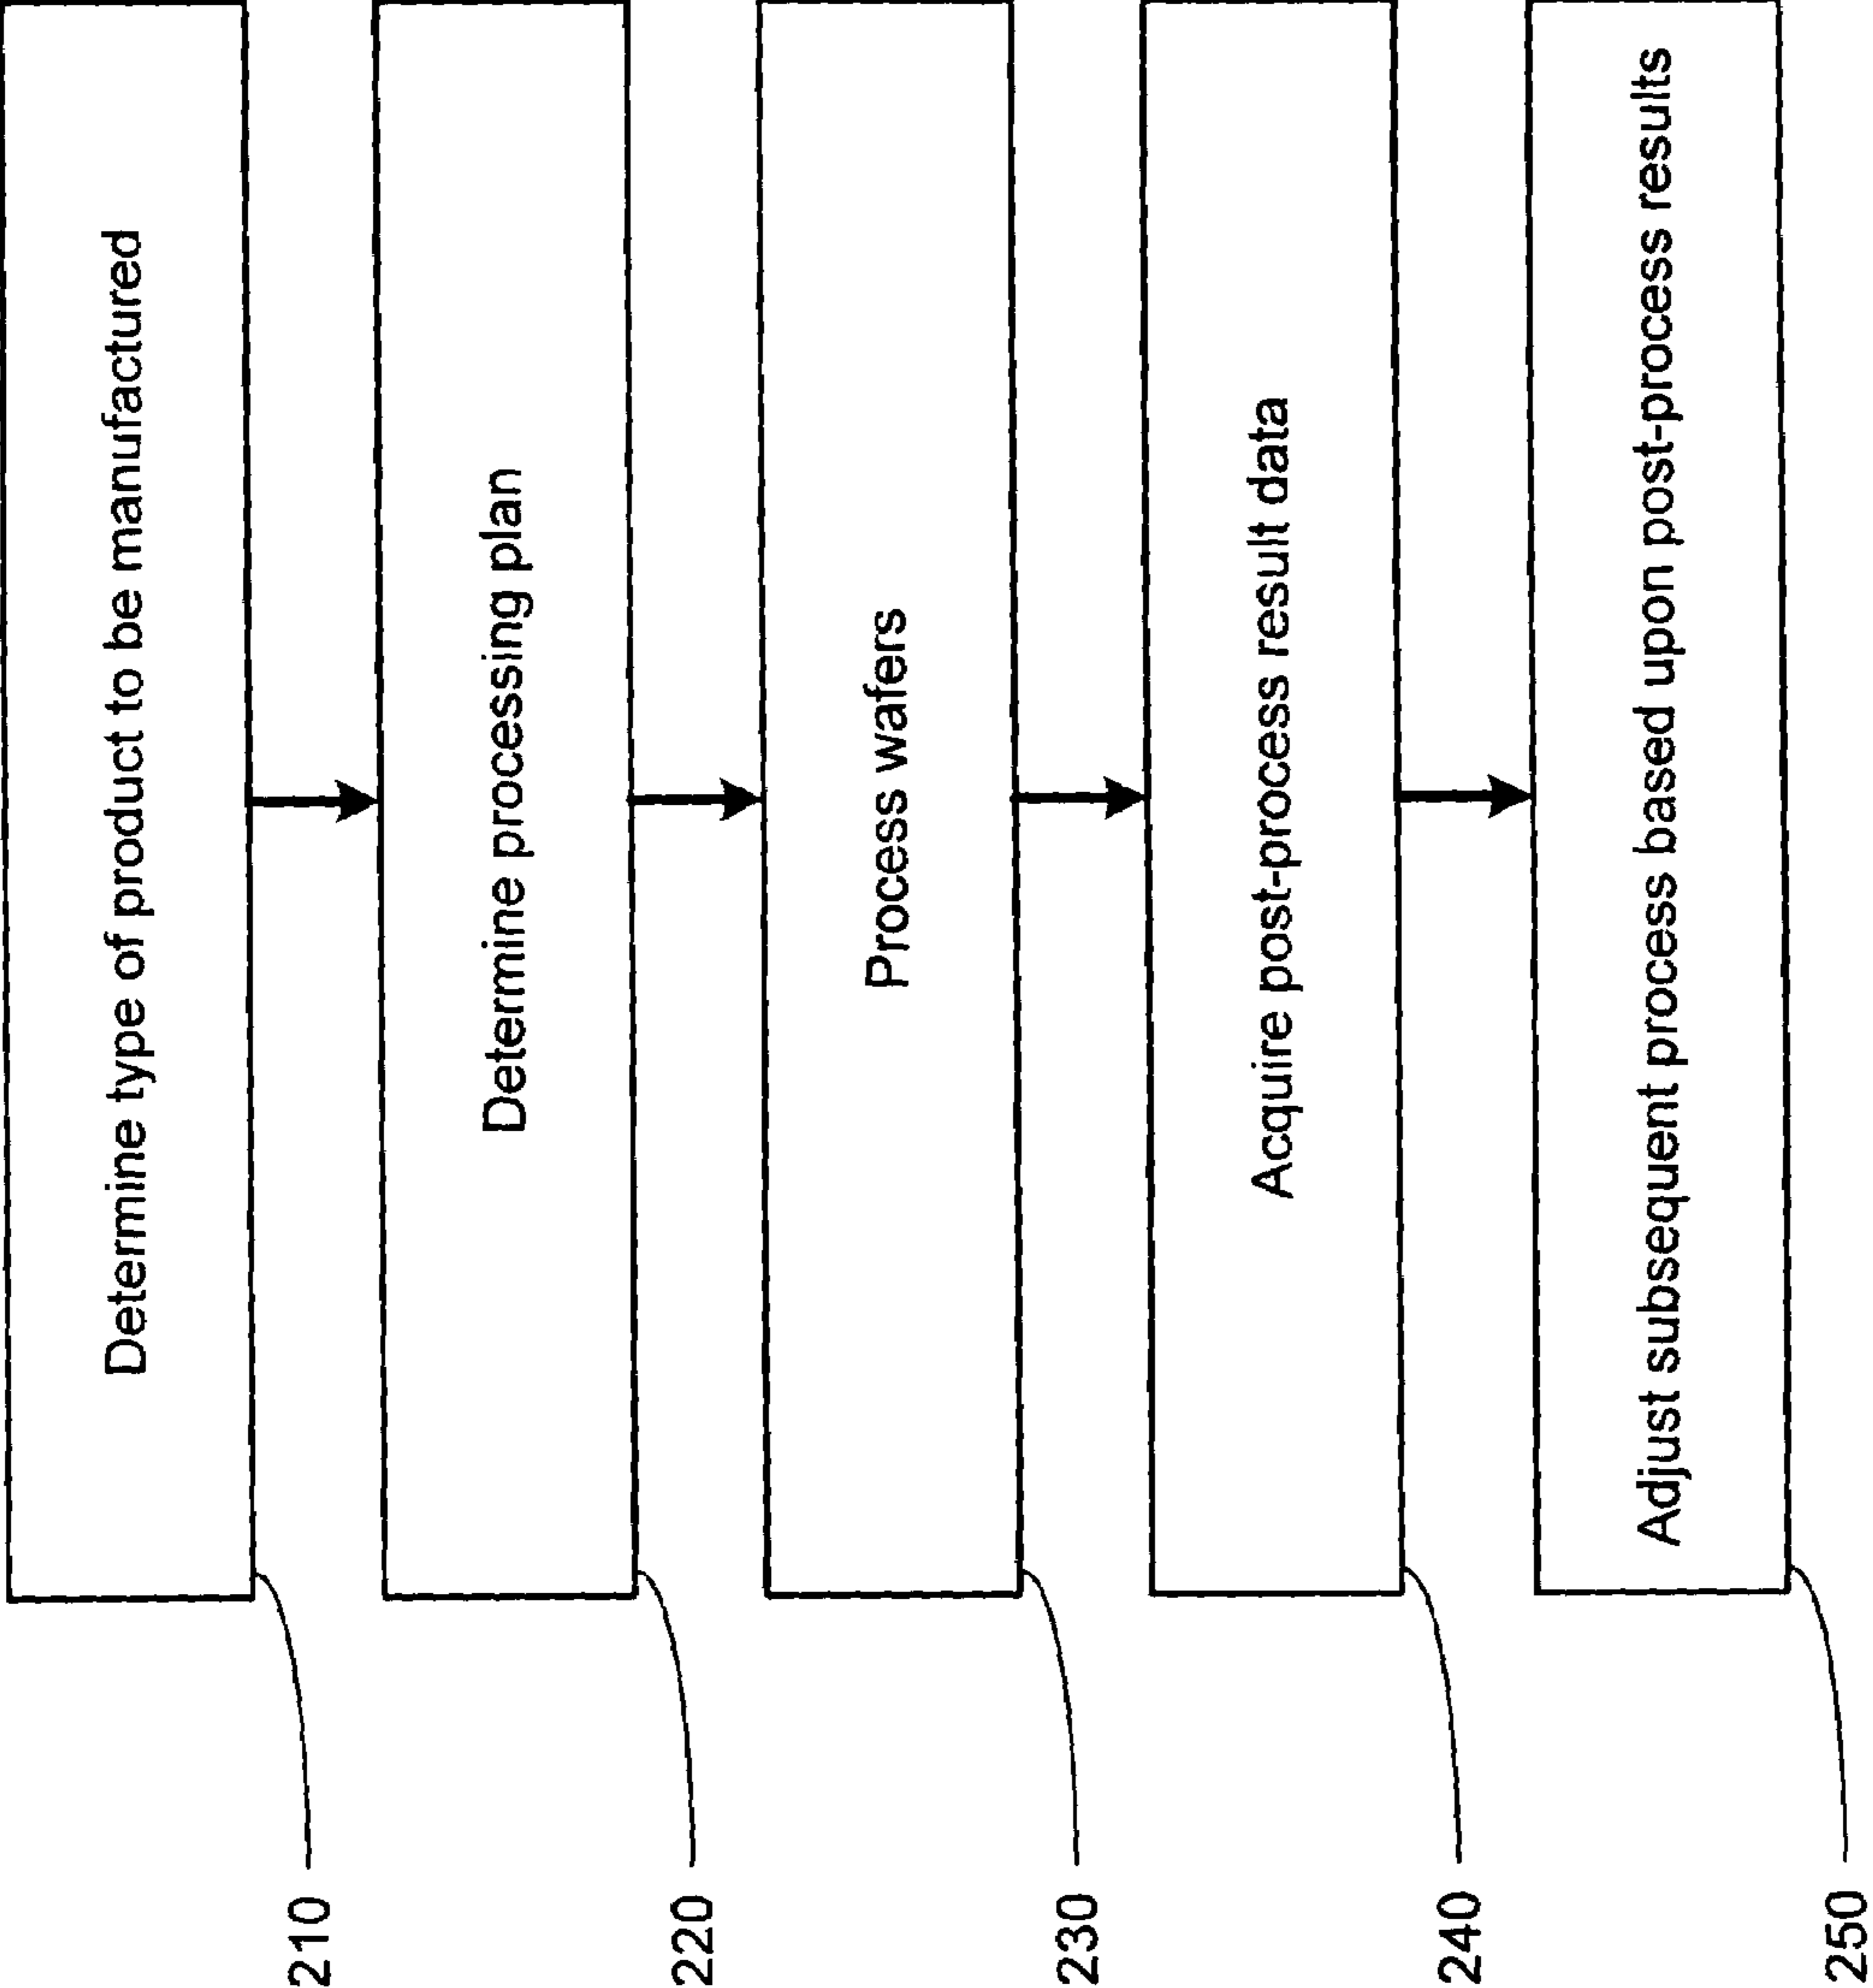 Determine type of product to be manufactured
210
Determine processing plan
220
Process wafers
230
Acquire post-process result data
240
Adjust subsequent process based upon post-process results
250